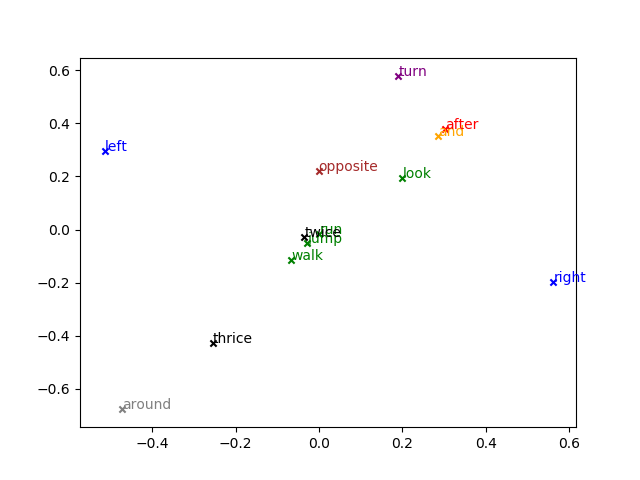 0.6
0.4
0.2
0.0
−0.2
−0.4
−0.6
turn
after
and
left
opposite
look
run
twice
jump
walk
right
thrice
around
−0.4
−0.2
0.0
0.2
0.4
0.6